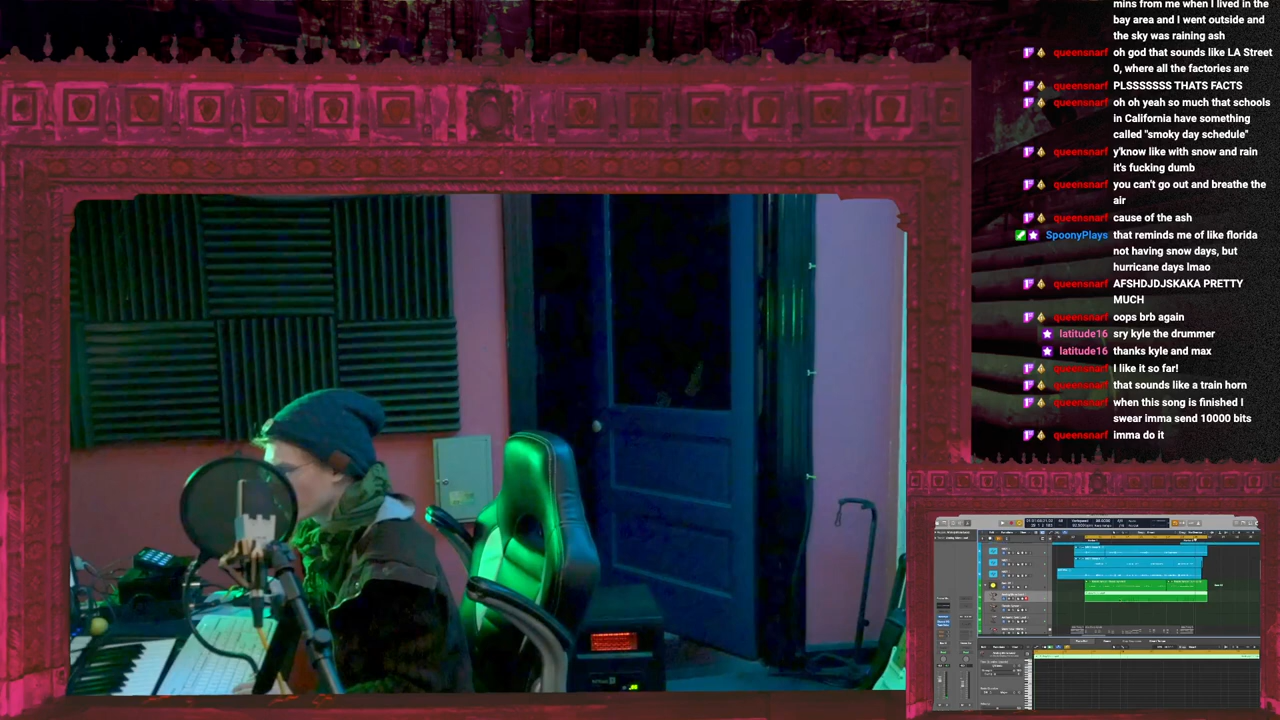 mins from me when I lived in the
bay area and I went outside and
the sky was raining ash
queensnarf oh god that sounds like LA Street
0, where all the factories are
queensnarf PLSSSSSSS THATS FACTS
queensnarf oh oh yeah so much that schools
in California have something
called "smoky day schedule"
queensnarf y'know like with snow and rain
it's fucking dumb
queensnarf you can't go out and breathe the
air
queensnarf cause of the ash
SpoonyPlays that reminds me of like florida
not having snow days, but
hurricane days lmao
queensnarf AFSHDJDJSKAKA PRETTY
MUCH
queensnarf oops brb again
latitude16 sry kyle the drummer
latitude16 thanks kyle and max
queensnarf I like it so far!
queensnarf that sounds like a train horn
queensnarf when this song is finished I
swear imma send 10000 bits
queensnarf imma do it